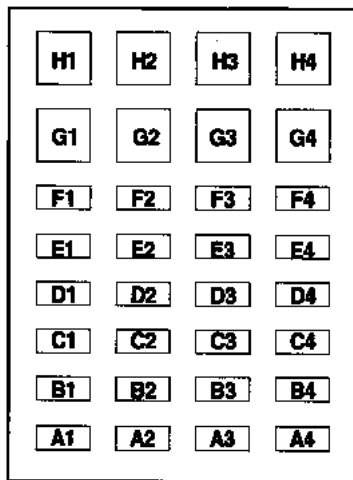 H1 H2 H3 H4
G1 G2 G3 G4
F1 F2 F3 F4
E1 E2 E3 E4
D1 D2 D3 D4
C1 C2 C3 C4
B1 B2 B3 B4
A1 A2 A3 A4